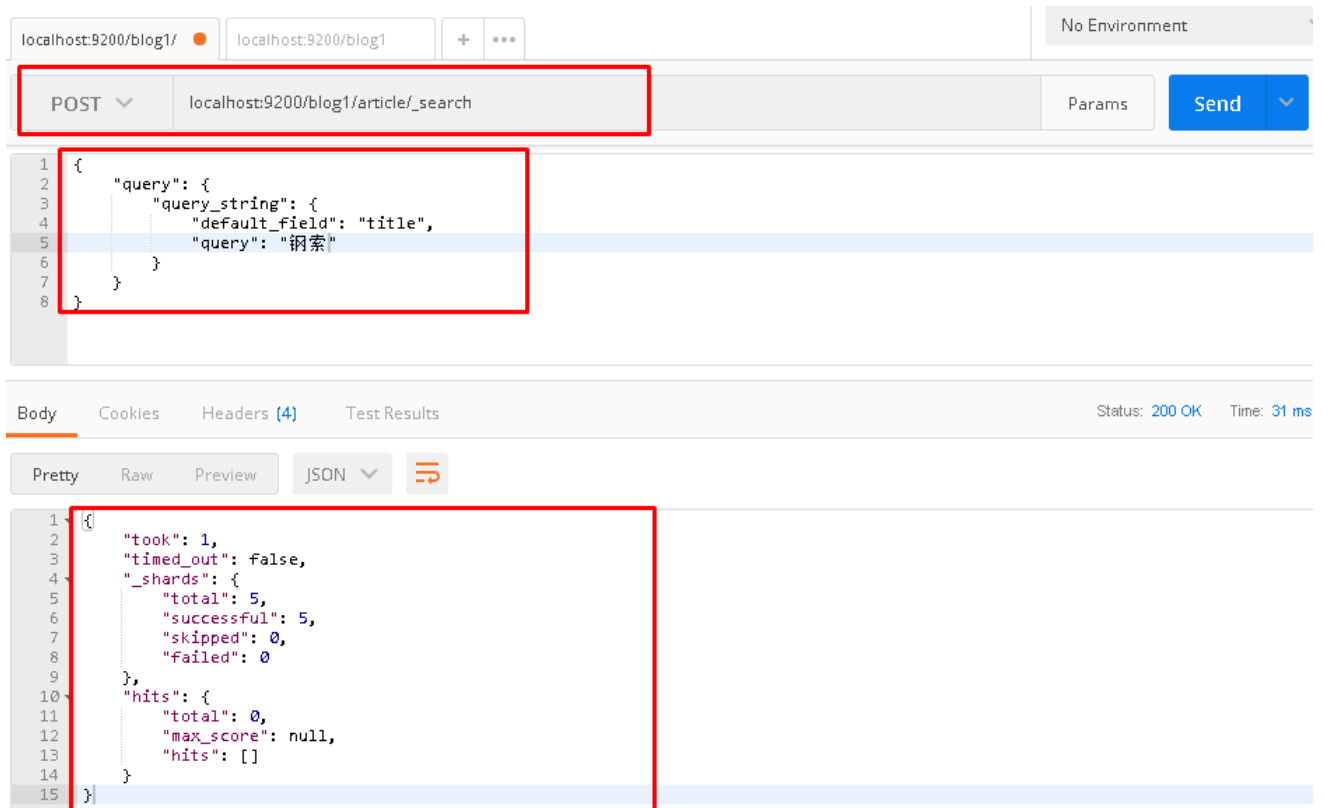 localhost:9200/blog1/ localhost:9200/blog1 + ••• No Environment
POST localhost:9200/blog1/article/_search Params Send
1 {
2 "query": {
3 "query_string": {
4 "default_field": "title",
5 "query": "钢索"
6 }
7 }
8 }
Body Cookies Headers (4) Test Results Status: 200 OK Time: 31 ms
Pretty Raw Preview JSON
1 {
2 "took": 1,
3 "timed_out": false,
4 "_shards": {
5 "total": 5,
6 "successful": 5,
7 "skipped": 0,
8 "failed": 0
9 },
10 "hits": {
11 "total": 0,
12 "max_score": null,
13 "hits": []
14 }
15 }